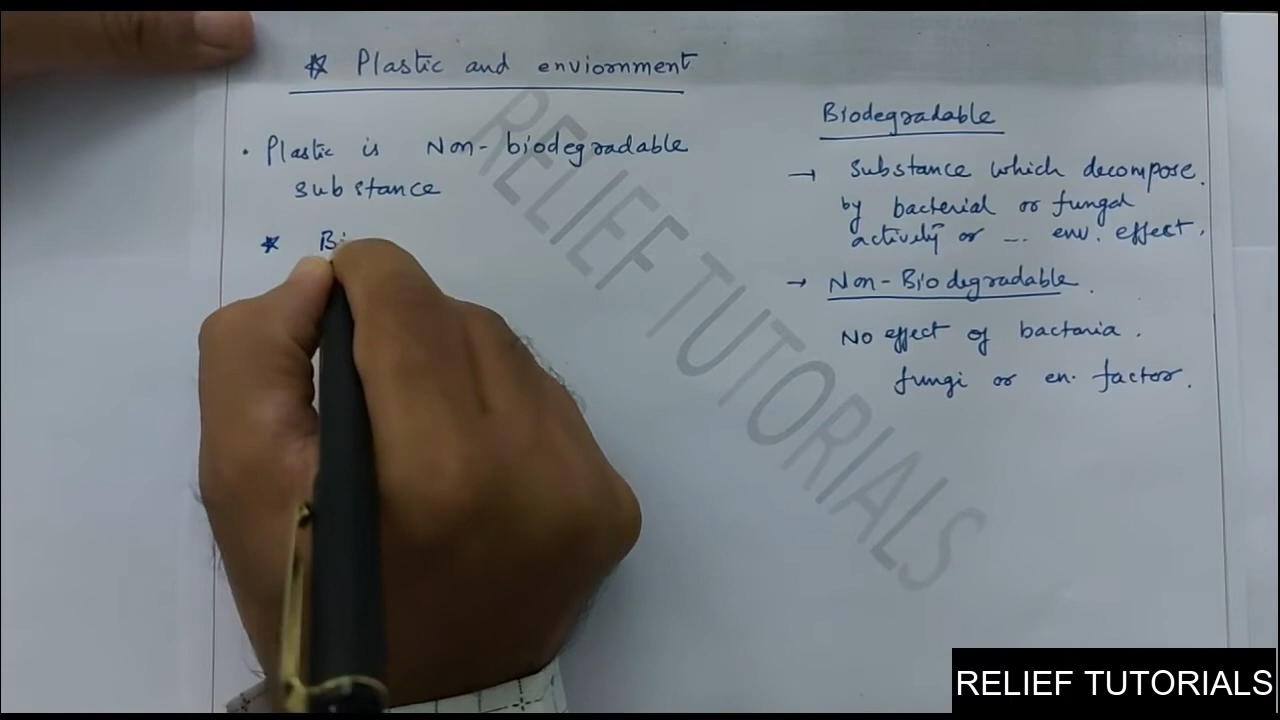 ☆ Plastic and enviornment
· Plastic is Non-biodegradable
substance
☆ Bi
Biodegradable
→ substance which decompose.
by bacterial or fungal
activity or ... env. effect.
→ Non-Biodegradable.
No effect of bactaria.
fungi or en. factor.
RELIEF TUTORIALS
RELIEF TUTORIALS